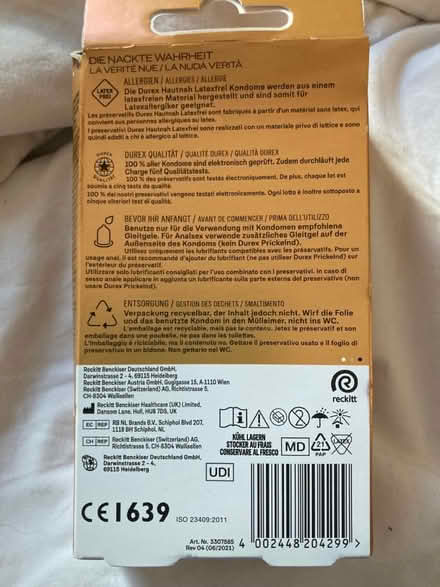 DIE NACKTE WAHRHEIT
LA VÉRITÉ NUE / LA NUDA VERITÀ
ALLERGIEN / ALLERGIES / ALLERGIE
Die Durex Hautnah Latexfrei Kondome werden aus einem
latexfreien Material hergestellt und sind somit für
Latexallergiker geeignet.
Les préservatifs Durex Hautnah Latexfrei sont fabriqués à partir d'un matériel sans latex, qui
convient aux personnes allergiques au latex.
I preservativi Durex Hautnah Latexfrei sono realizzati con un materiale privo di lattice e sono
quindi adatti a chi è allergico al lattice.
LATEX
FREI
DUREX QUALITÄT / QUALITÉ DUREX / QUALITÀ DUREX
100 % aller Kondome sind elektronisch geprüft. Zudem durchläuft jede
Charge fünf Qualitätstests.
100 % des préservatifs sont testés électroniquement. De plus, chaque lot est
soumis à cinq tests de qualité.
100 % dei nostri preservativi vengono testati elettronicamente. Ogni lotto è inoltre sottoposto a
cinque ulteriori test di qualità.
BEVOR IHR ANFANGT / AVANT DE COMMENCER / PRIMA DELL'UTILIZZO
Benutze nur für die Verwendung mit Kondomen empfohlene
Gleitgele. Für Analsex verwende zusätzliches Gleitgel auf der
Außenseite des Kondoms (kein Durex Prickelnd).
Utilisez uniquement les lubrifiants compatibles avec les préservatifs. Pour un
usage anal, il est recommandé d'ajouter du lubrifiant (ne pas utiliser Durex Prickelnd) sur
l'extérieur du préservatif.
Utilizzare solo lubrificanti consigliati per l'uso combinato con i preservativi. In caso di
sesso anale applicare in aggiunta un lubrificante sulla parte esterna del preservativo (non
usare Durex Prickelnd).
ENTSORGUNG / GESTION DES DECHETS / SMALTIMENTO
Verpackung recycelbar, der Inhalt jedoch nicht. Wirf die Folie
und das benutzte Kondom in den Mülleimer, nicht ins WC.
L'emballage est recyclable, mais pas le contenu. Jetez le préservatif et son
emballage dans une poubelle, ne pas dans les toilettes.
L'imballaggio è riciclabile, ma il contenuto no. Gettare il preservativo usato e il foglio di
protezione in un bidone. Non gettarlo nel WC.
Reckitt Benckiser Deutschland GmbH,
Darwinstrasse 2 - 4, 69115 Heidelberg
Reckitt Benckiser Austria GmbH, Guglgasse 15, A-1110 Wien
Reckitt Benckiser (Switzerland) AG, Richtistrasse 5,
CH-8304 Wallisellen
reckitt
Reckitt Benckiser Healthcare (UK) Limited,
Dansom Lane, Hull, HU8 7DS, UK
EC REP
RB NL Brands B.V., Schiphol Blvd 207,
1118 BH Schiphol, NL
CH REP
Reckitt Benckiser (Switzerland) AG,
Richtistrasse 5, CH-8304 Wallisellen
Reckitt Benckiser Deutschland GmbH,
Darwinstrasse 2 - 4,
69115 Heidelberg
KÜHL LAGERN
STOCKER AU FRAIS
CONSERVARE AL FRESCO
MD
21
PAP
LATEX
UDI
CE1639
ISO 23409:2011
Art. Nr. 3307585
Rev 04 (06/2021)
4 002448 204299 >